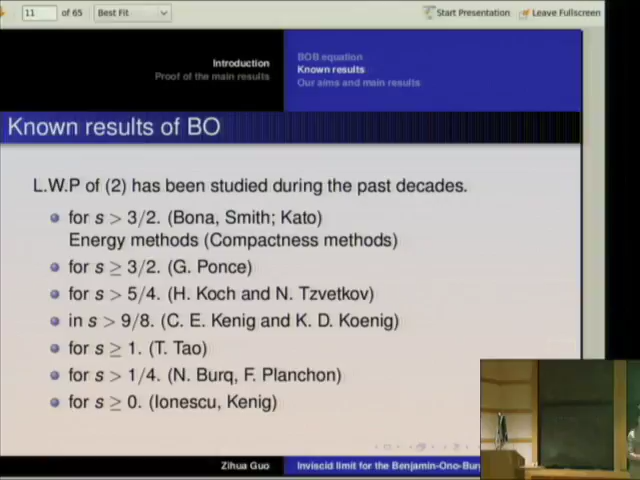 11 of 65 Best Fit Start Presentation Leave Fullscreen
Introduction
Proof of the main results
BOB equation
Known results
Our aims and main results
Known results of BO
L.W.P of (2) has been studied during the past decades.
for s > 3/2. (Bona, Smith; Kato)
Energy methods (Compactness methods)
for s ≥ 3/2. (G. Ponce)
for s > 5/4. (H. Koch and N. Tzvetkov)
in s > 9/8. (C. E. Kenig and K. D. Koenig)
for s ≥ 1. (T. Tao)
for s > 1/4. (N. Burq, F. Planchon)
for s ≥ 0. (Ionescu, Kenig)
Zihua Guo Inviscid limit for the Benjamin-Ono-Bur